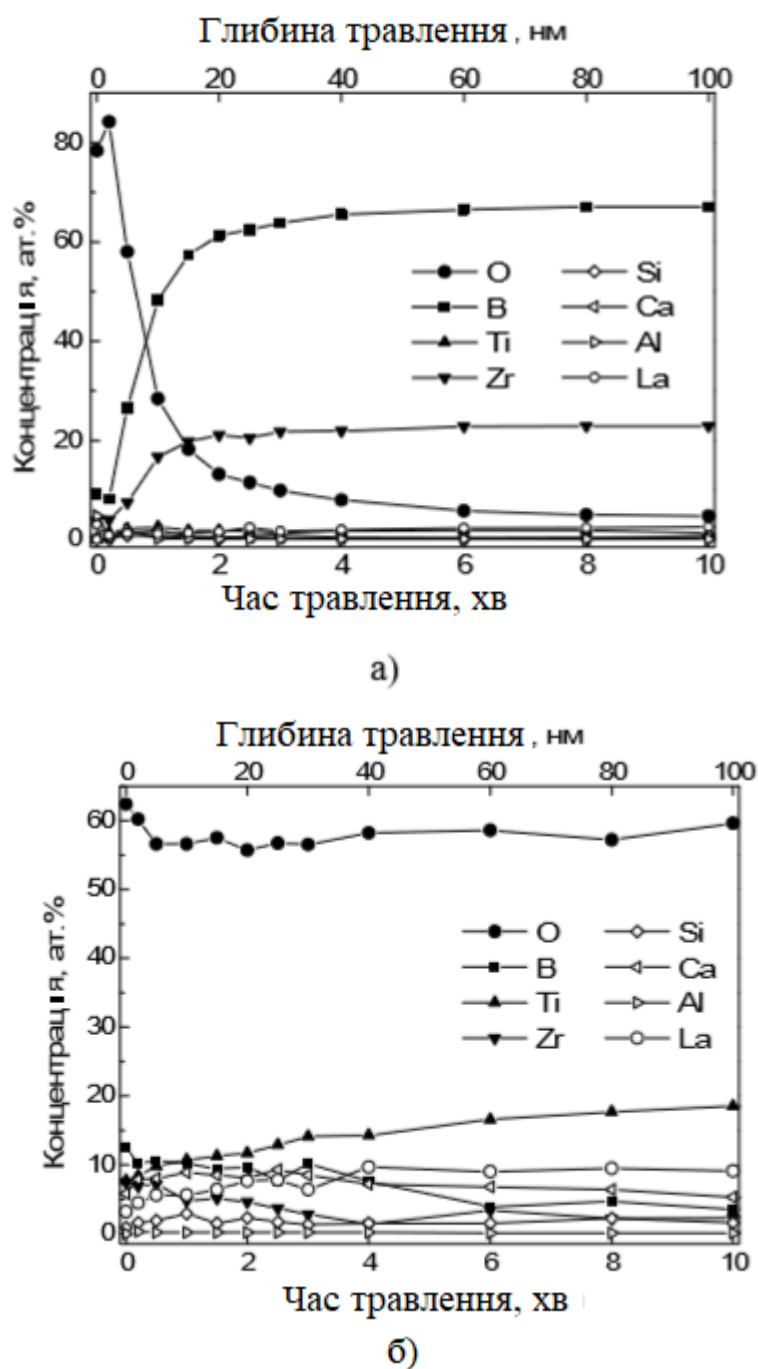 Глибина травлення , нм
0 20 40 60 80 100
80
60
40
20
0
Концентрація, ат.%
O Si
B Ca
Ti Al
Zr La
0 2 4 6 8 10
Час травлення, хв
а)
Глибина травлення , нм
0 20 40 60 80 100
60
50
40
30
20
10
0
Концентрація, ат.%
O Si
B Ca
Ti Al
Zr La
0 2 4 6 8 10
Час травлення, хв
б)